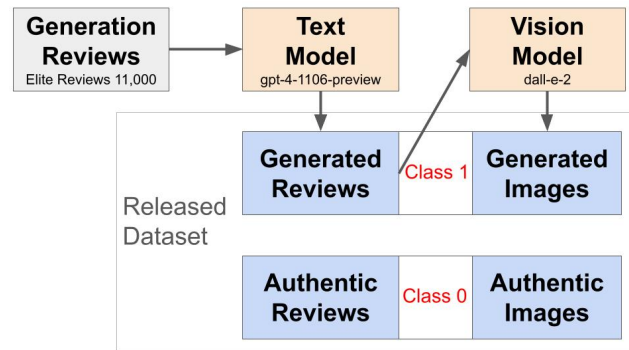 Generation
Reviews
Elite Reviews 11,000
Text
Model
gpt-4-1106-preview
Vision
Model
dall-e-2
Released
Dataset
Generated
Reviews
Class 1
Generated
Images
Authentic
Reviews
Class 0
Authentic
Images